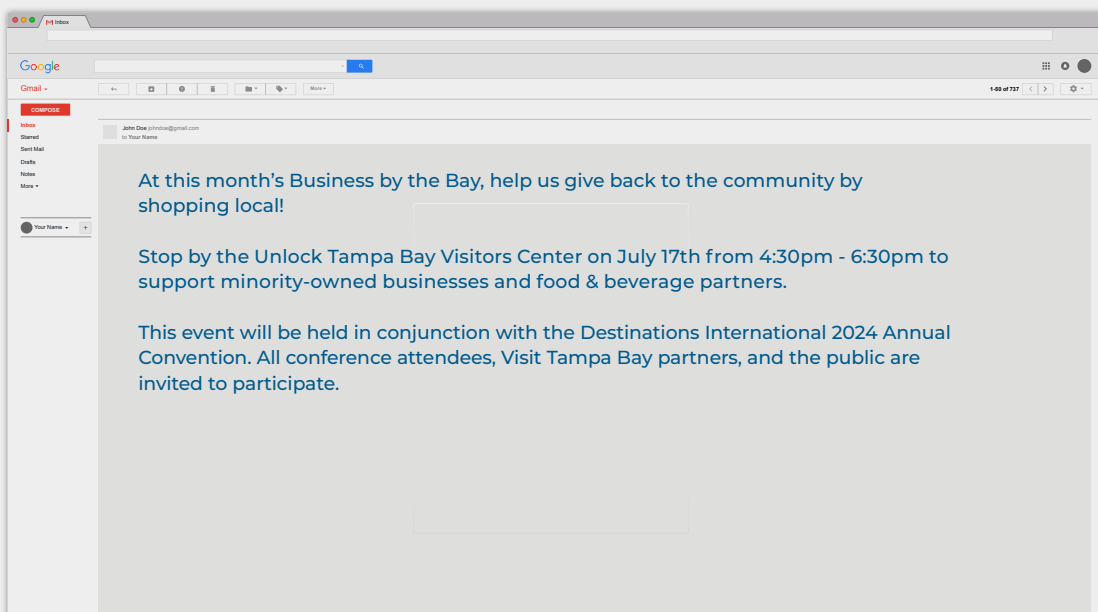 Inbox
Google
Gmail
More
1-50 of 737
COMPOSE
Inbox
Starred
Sent Mail
Drafts
Notes
More
Your Name
+
John Doe johndoe@gmail.com
to Your Name
At this month’s Business by the Bay, help us give back to the community by
shopping local!
Stop by the Unlock Tampa Bay Visitors Center on July 17th from 4:30pm - 6:30pm to
support minority-owned businesses and food & beverage partners.
This event will be held in conjunction with the Destinations International 2024 Annual
Convention. All conference attendees, Visit Tampa Bay partners, and the public are
invited to participate.